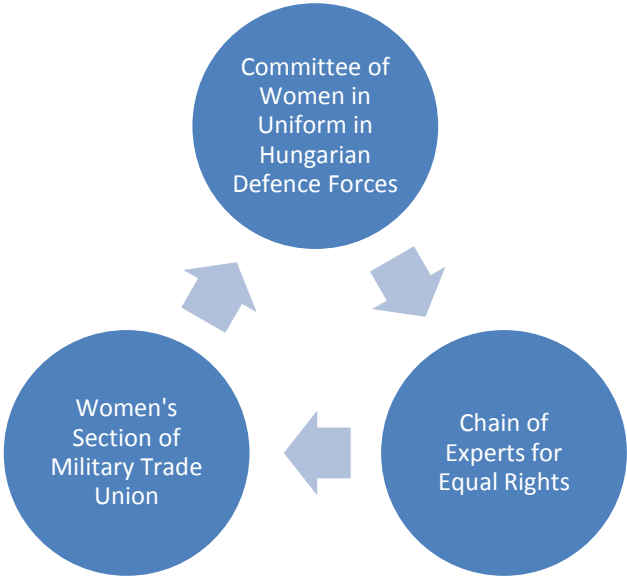 Committee of
Women in
Uniform in
Hungarian
Defence Forces
Women's
Section of
Military Trade
Union
Chain of
Experts for
Equal Rights